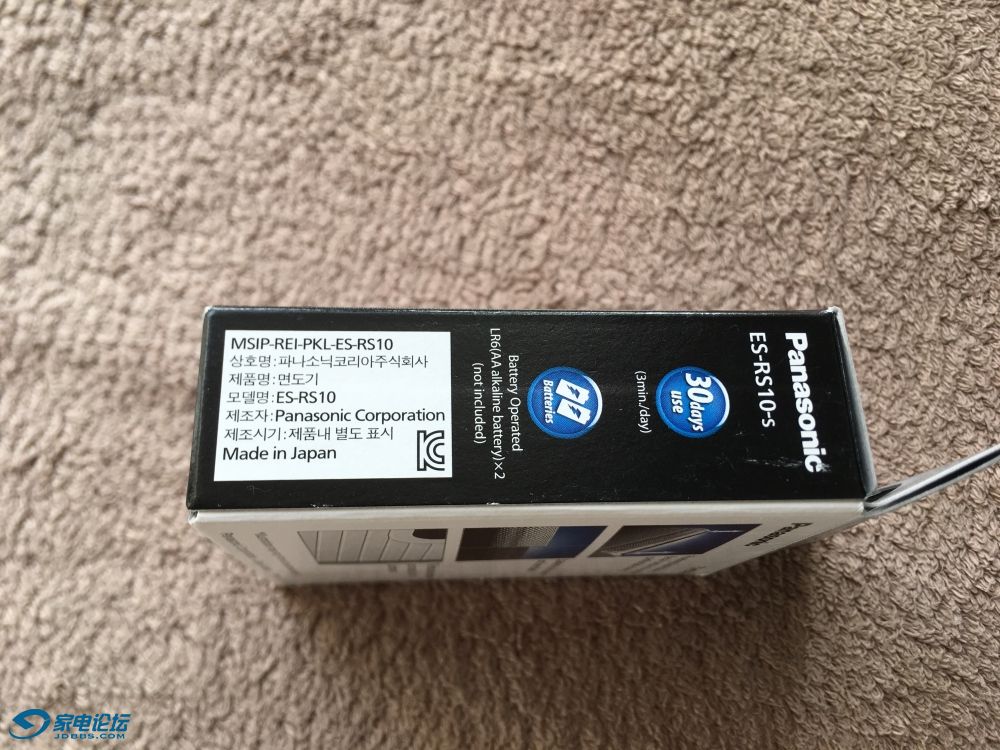 MSIP-REI-PKL-ES-RS10
상호명:파나소닉코리아주식회사
제품명:면도기
모델명:ES-RS10
제조자:Panasonic Corporation
제조시기:제품내 별도 표시
Made in Japan
Panasonic
ES-RS10-s
30days
use
(3min./day)
Batteries
Battery Operated
LR6(AA alkaline battery)×2
(not included)
家电论坛
JDBBS.COM